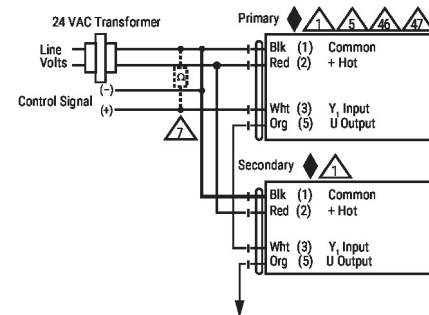 24 VAC Transformer
Primary 1 5 46 47
Line
Volts
Blk (1) Common
Red (2) + Hot
Ω
(–)
Control Signal
(+)
Wht (3) Y1 Input
Org (5) U Output
7
Secondary 1
Blk (1) Common
Red (2) + Hot
Wht (3) Y1 Input
Org (5) U Output